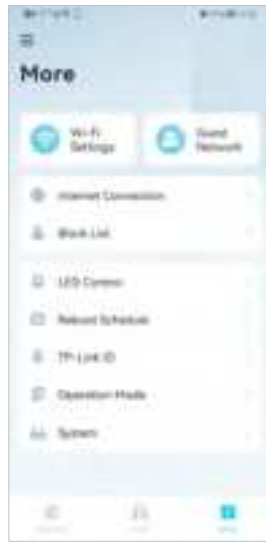 More
Wi-Fi
Settings
Guest
Network
Internet Connection
Block List
LED Control
Reboot Schedule
TP-Link ID
Operation Mode
System